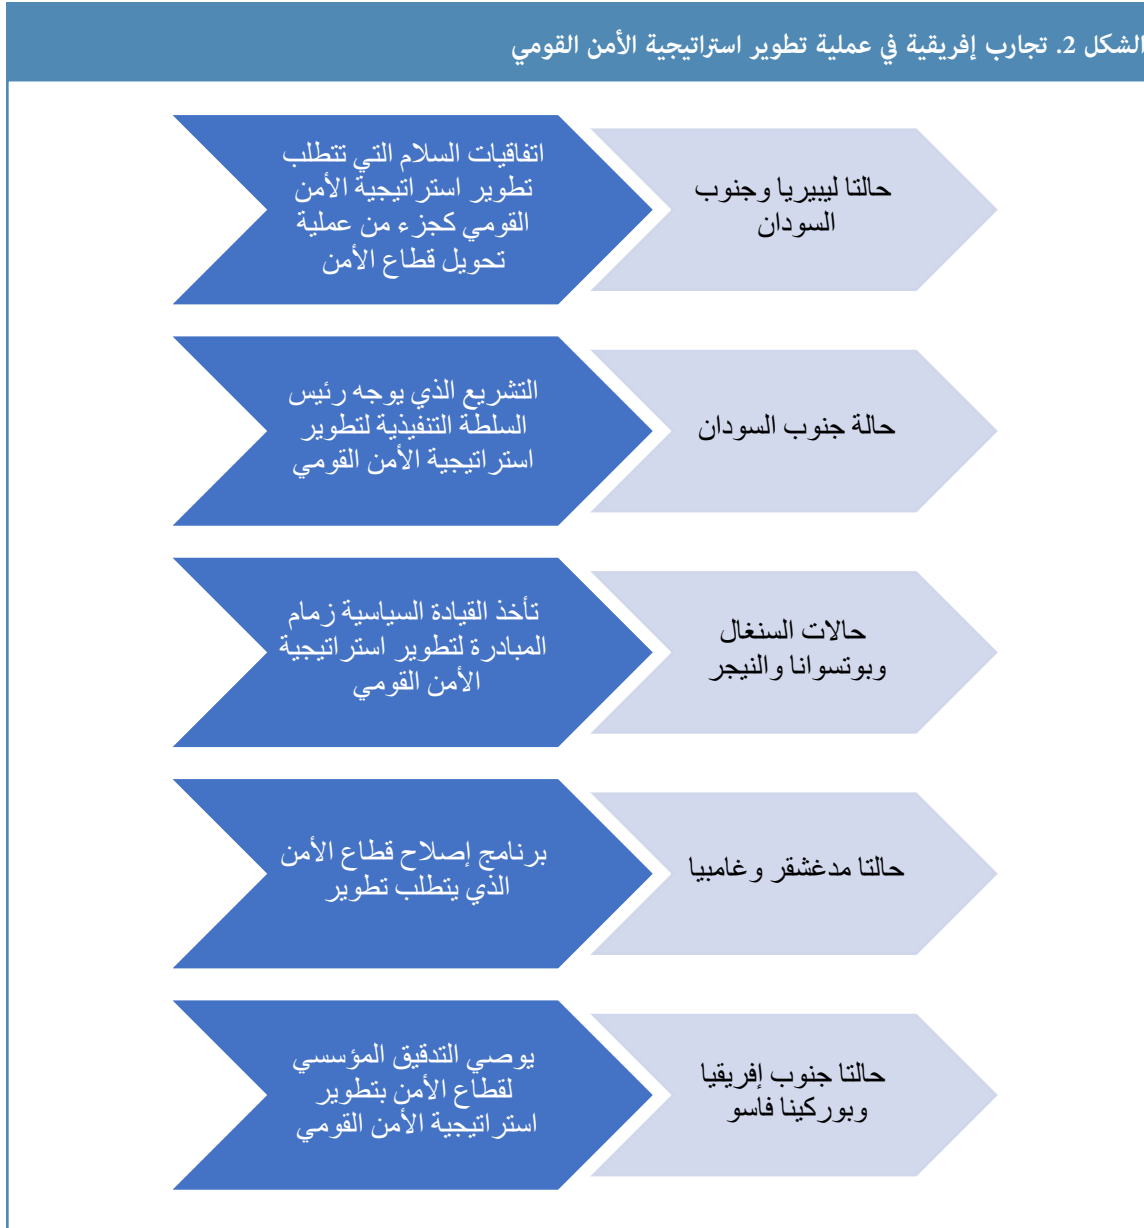 الشكل 2. تجارب إفريقية في عملية تطوير استراتيجية الأمن القومي
اتفاقيات السلام التي تتطلب
تطوير استراتيجية الأمن
القومي كجزء من عملية
تحويل قطاع الأمن
حالتا ليبيريا وجنوب
السودان
التشريع الذي يوجه رئيس
السلطة التنفيذية لتطوير
استراتيجية الأمن القومي
حالة جنوب السودان
تأخذ القيادة السياسية زمام
المبادرة لتطوير استراتيجية
الأمن القومي
حالات السنغال
وبوتسوانا والنيجر
برنامج إصلاح قطاع الأمن
الذي يتطلب تطوير
حالتا مدغشقر وغامبيا
يوصي التدقيق المؤسسي
لقطاع الأمن بتطوير
استراتيجية الأمن القومي
حالتا جنوب إفريقيا
وبوركينا فاسو